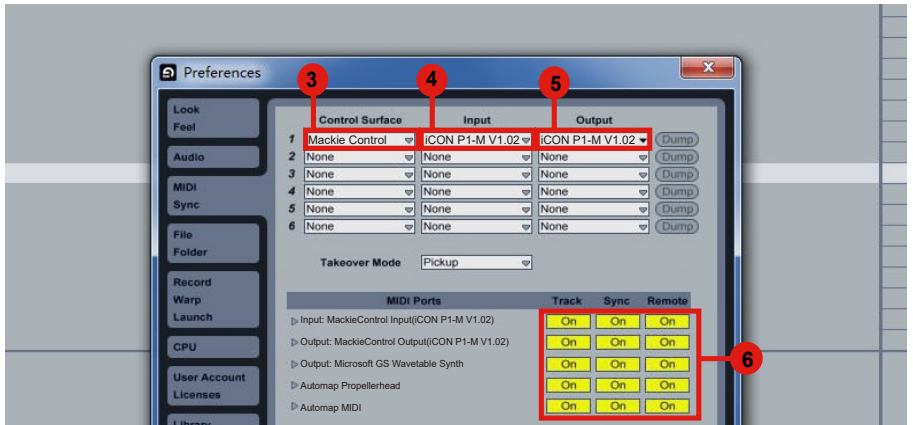 Preferences
3 4 5
Look
Feel
Audio
MIDI
Sync
File
Folder
Record
Warp
Launch
CPU
User Account
Licenses
Library
Control Surface Input Output
1 Mackie Control iCON P1-M V1.02 iCON P1-M V1.02 Dump
2 None None None Dump
3 None None None Dump
4 None None None Dump
5 None None None Dump
6 None None None Dump
Takeover Mode Pickup
MIDI Ports Track Sync Remote
Input: MackieControl Input(iCON P1-M V1.02) On On On
Output: MackieControl Output(iCON P1-M V1.02) On On On
Output: Microsoft GS Wavetable Synth On On On
Automap Propellerhead On On On
Automap MIDI On On On
6